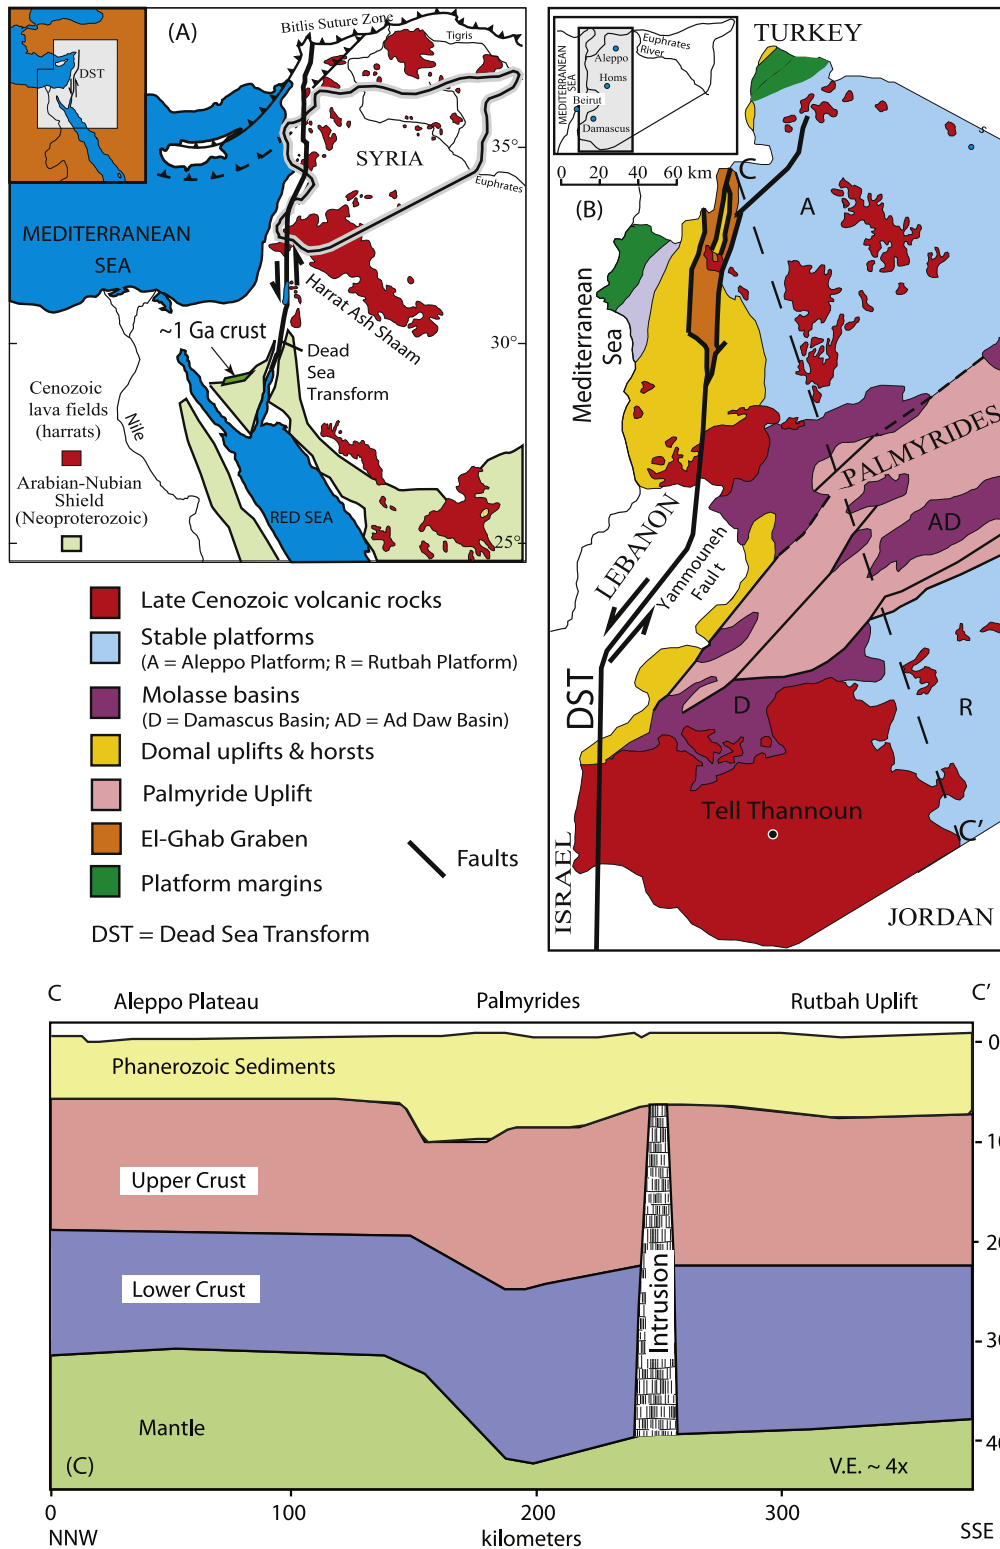 (A)
Bitlis Suture Zone
Tigris
DST
SYRIA
35°
Euphrates
MEDITERRANEAN
SEA
Harrat Ash Shaam
~1 Ga crust
30°
Dead
Sea
Transform
Cenozoic
lava fields
(harrats)
Nile
Arabian-Nubian
Shield
(Neoproterozoic)
RED SEA
25°
Late Cenozoic volcanic rocks
Stable platforms
(A = Aleppo Platform; R = Rutbah Platform)
Molasse basins
(D = Damascus Basin; AD = Ad Daw Basin)
Domal uplifts & horsts
Palmyride Uplift
El-Ghab Graben
Faults
Platform margins
DST = Dead Sea Transform
TURKEY
MEDITERRANEAN
SEA
Euphrates
River
Aleppo
Homs
Beirut
Damascus
0 20 40 60 km
(B)
C
A
s
Mediterranean
Sea
PALMYRIDES
AD
LEBANON
Yammouneh
Fault
DST
D
R
Tell Thannoun
C'
ISRAEL
JORDAN
C
Aleppo Plateau
Palmyrides
Rutbah Uplift
C'
0
Phanerozoic Sediments
10
Upper Crust
20
Lower Crust
Intrusion
30
Mantle
40
(C)
V.E. ~ 4x
0 100 200 300
NNW
kilometers
SSE